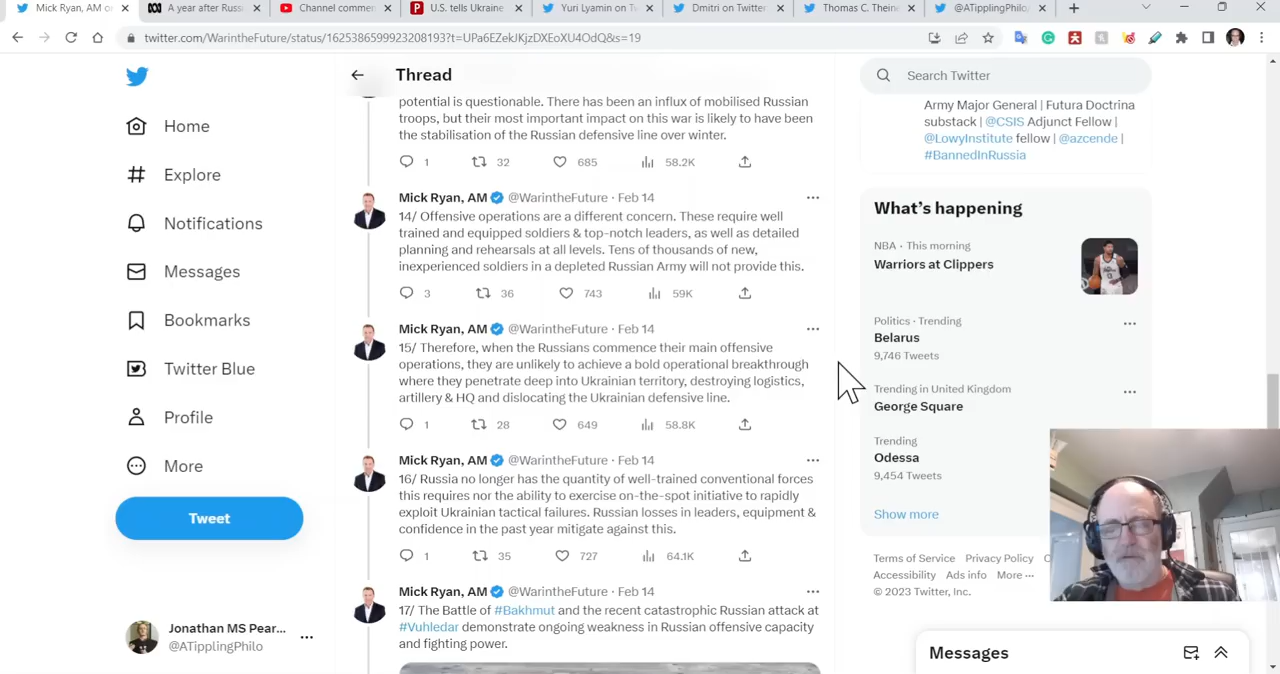 Mick Ryan, AM o
A year after Russ
Channel commen
U.S. tells Ukraine
Yuri Lyamin on Tw
Dmitri on Twitter
Thomas C. Thein
@ATipplingPhilo
twitter.com/WarintheFuture/status/1625386599923208193?t=UPa6EZekJKjzDXEoXU4OdQ&s=19
Home
Explore
Notifications
Messages
Bookmarks
Twitter Blue
Profile
More
Tweet
Jonathan MS Pear...
@ATipplingPhilo
Thread
potential is questionable. There has been an influx of mobilised Russian
troops, but their most important impact on this war is likely to have been
the stabilisation of the Russian defensive line over winter.
1 32 685 58.2K
Mick Ryan, AM @WarintheFuture · Feb 14
14/ Offensive operations are a different concern. These require well
trained and equipped soldiers & top-notch leaders, as well as detailed
planning and rehearsals at all levels. Tens of thousands of new,
inexperienced soldiers in a depleted Russian Army will not provide this.
3 36 743 59K
Mick Ryan, AM @WarintheFuture · Feb 14
15/ Therefore, when the Russians commence their main offensive
operations, they are unlikely to achieve a bold operational breakthrough
where they penetrate deep into Ukrainian territory, destroying logistics,
artillery & HQ and dislocating the Ukrainian defensive line.
1 28 649 58.8K
Mick Ryan, AM @WarintheFuture · Feb 14
16/ Russia no longer has the quantity of well-trained conventional forces
this requires nor the ability to exercise on-the-spot initiative to rapidly
exploit Ukrainian tactical failures. Russian losses in leaders, equipment &
confidence in the past year mitigate against this.
1 35 727 64.1K
Mick Ryan, AM @WarintheFuture · Feb 14
17/ The Battle of #Bakhmut and the recent catastrophic Russian attack at
#Vuhledar demonstrate ongoing weakness in Russian offensive capacity
and fighting power.
Search Twitter
Army Major General | Futura Doctrina
substack | @CSIS Adjunct Fellow |
@LowyInstitute fellow | @azcende |
#BannedInRussia
What's happening
NBA · This morning
Warriors at Clippers
Politics · Trending
Belarus
9,746 Tweets
Trending in United Kingdom
George Square
Trending
Odessa
9,454 Tweets
Show more
Terms of Service Privacy Policy C
Accessibility Ads info More ···
© 2023 Twitter, Inc.
Messages